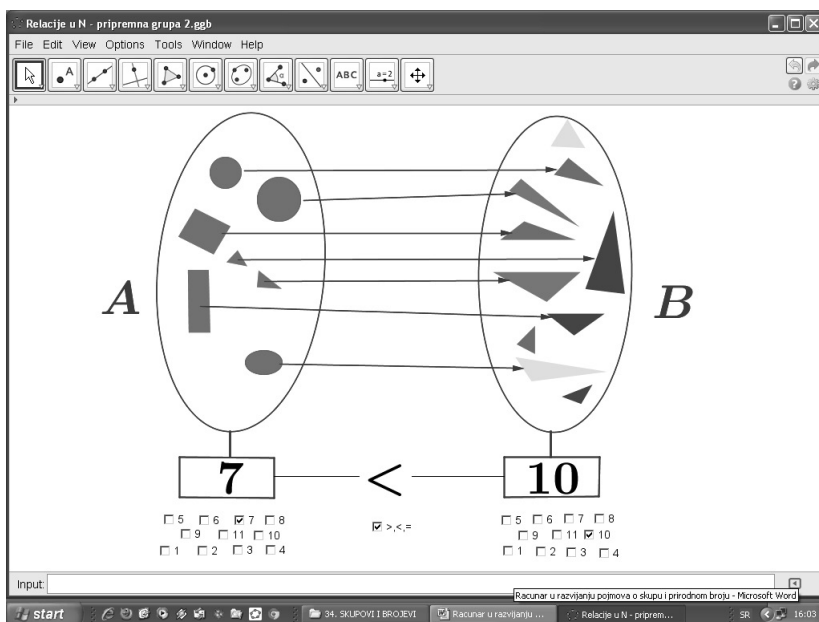 Relacije u N - pripremna grupa 2.ggb
File Edit View Options Tools Window Help
A ABC a=2
A B
7 < 10
5 6 7 8 >,<,= 5 6 7 8
9 11 10 9 11 10
1 2 3 4 1 2 3 4
Input:
Racunar u razvijanju pojmova o skupu i prirodnom broju - Microsoft Word
start 34. SKUPOVI I BROJEVI Racunar u razvijanju ... Relacije u N - priprem... SR 16:03